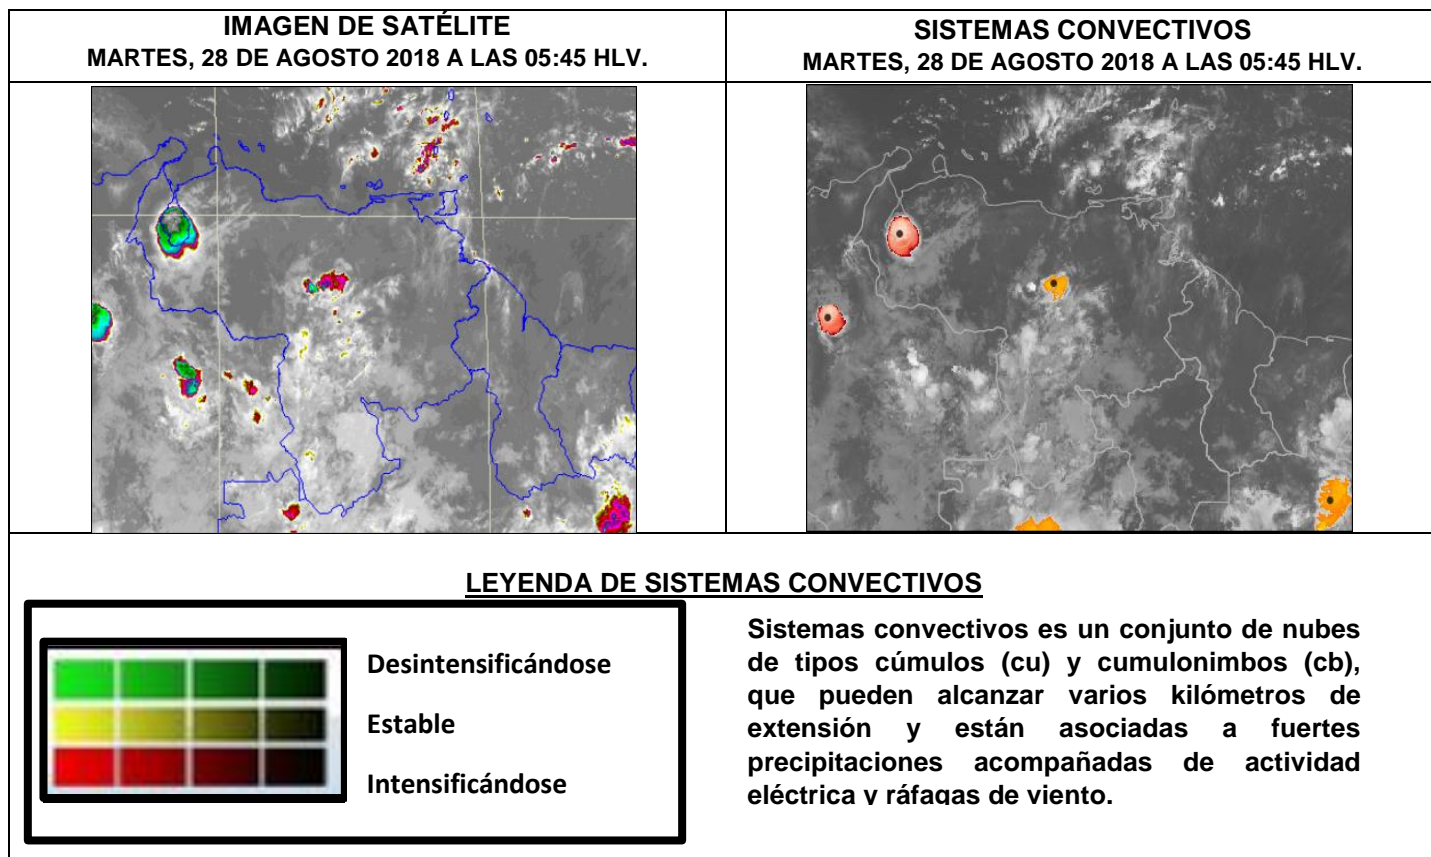 IMAGEN DE SATÉLITE
MARTES, 28 DE AGOSTO 2018 A LAS 05:45 HLV.
SISTEMAS CONVECTIVOS
MARTES, 28 DE AGOSTO 2018 A LAS 05:45 HLV.
LEYENDA DE SISTEMAS CONVECTIVOS
Desintensificándose
Estable
Intensificándose
Sistemas convectivos es un conjunto de nubes
de tipos cúmulos (cu) y cumulonimbos (cb),
que pueden alcanzar varios kilómetros de
extensión y están asociadas a fuertes
precipitaciones acompañadas de actividad
eléctrica y ráfagas de viento.